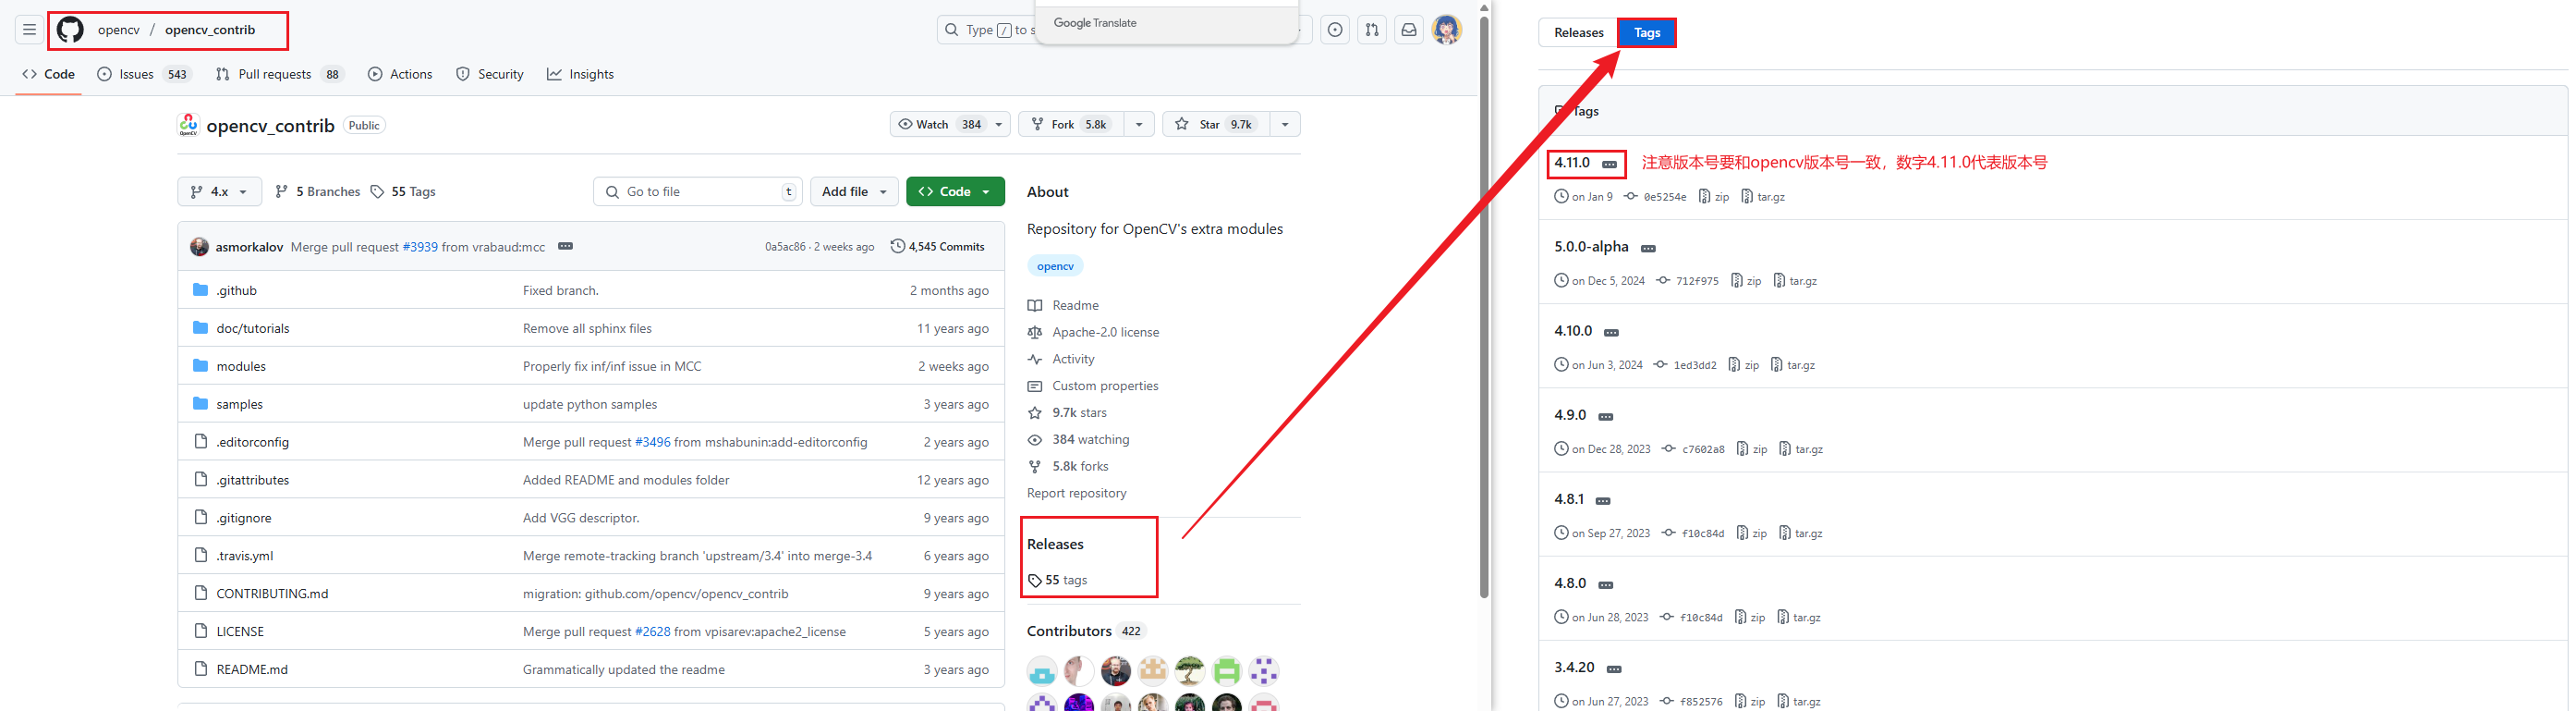 opencv / opencv_contrib
Type / to s
Google Translate
Code
Issues 543
Pull requests 88
Actions
Security
Insights
opencv_contrib Public
Watch 384
Fork 5.8k
Star 9.7k
4.x
5 Branches
55 Tags
Go to file t
Add file
Code
asmorkalov Merge pull request #3939 from vrabaud:mcc
0a5ac86 · 2 weeks ago
4,545 Commits
.github Fixed branch. 2 months ago
doc/tutorials Remove all sphinx files 11 years ago
modules Properly fix inf/inf issue in MCC 2 weeks ago
samples update python samples 3 years ago
.editorconfig Merge pull request #3496 from mshabunin:add-editorconfig 2 years ago
.gitattributes Added README and modules folder 12 years ago
.gitignore Add VGG descriptor. 9 years ago
.travis.yml Merge remote-tracking branch 'upstream/3.4' into merge-3.4 6 years ago
CONTRIBUTING.md migration: github.com/opencv/opencv_contrib 9 years ago
LICENSE Merge pull request #2628 from vpisarev:apache2_license 5 years ago
README.md Grammatically updated the readme 3 years ago
About
Repository for OpenCV's extra modules
opencv
Readme
Apache-2.0 license
Activity
Custom properties
9.7k stars
384 watching
5.8k forks
Report repository
Releases
55 tags
Contributors 422
Releases Tags
Tags
4.11.0 注意版本号要和opencv版本号一致，数字4.11.0代表版本号
on Jan 9 0e5254e zip tar.gz
5.0.0-alpha
on Dec 5, 2024 712f975 zip tar.gz
4.10.0
on Jun 3, 2024 1ed3dd2 zip tar.gz
4.9.0
on Dec 28, 2023 c7602a8 zip tar.gz
4.8.1
on Sep 27, 2023 f10c84d zip tar.gz
4.8.0
on Jun 28, 2023 f10c84d zip tar.gz
3.4.20
on Jun 27, 2023 f852576 zip tar.gz